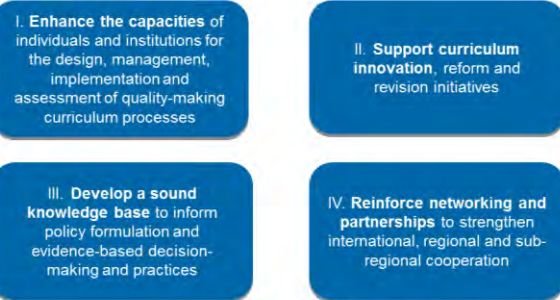 I. Enhance the capacities of
individuals and institutions for
the design, management,
implementation and
assessment of quality-making
curriculum processes
II. Support curriculum
innovation, reform and
revision initiatives
III. Develop a sound
knowledge base to inform
policy formulation and
evidence-based decision-
making and practices
IV. Reinforce networking and
partnerships to strengthen
international, regional and sub-
regional cooperation